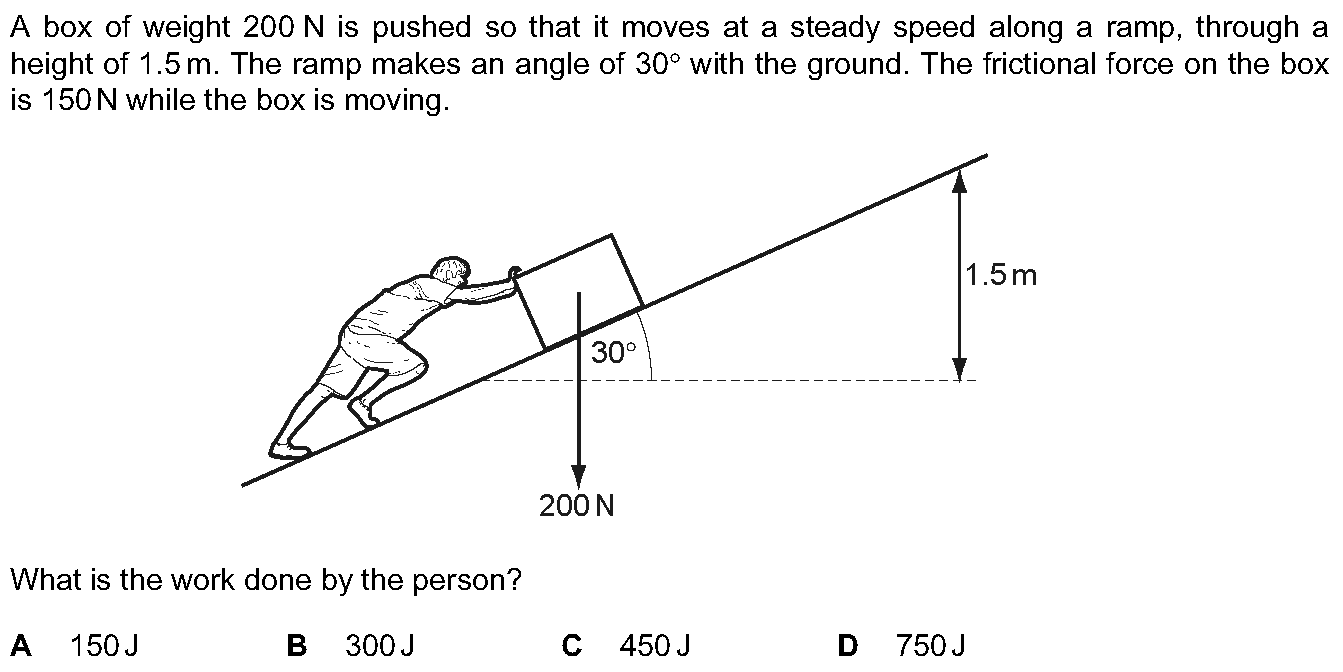 A box of weight 200 N is pushed so that it moves at a steady speed along a ramp, through a
height of 1.5 m. The ramp makes an angle of 30° with the ground. The frictional force on the box
is 150 N while the box is moving.
1.5 m
30°
200 N
What is the work done by the person?
A 150 J B 300 J C 450 J D 750 J